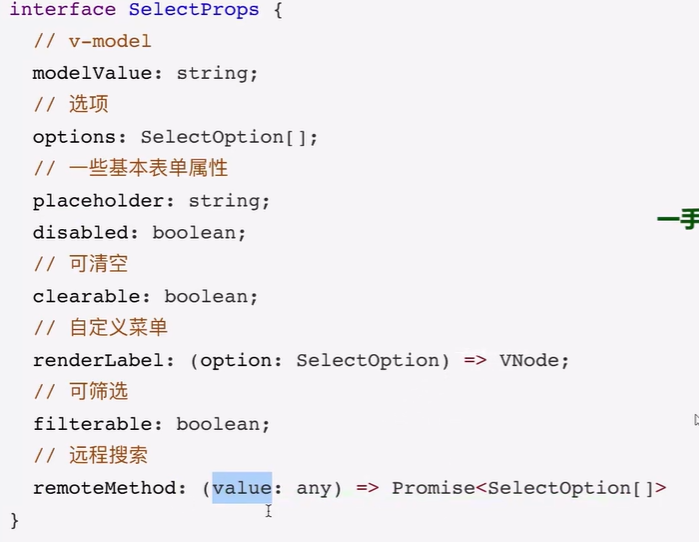 interface SelectProps {
// v-model
modelValue: string;
// 选项
options: SelectOption[];
// 一些基本表单属性
placeholder: string;
一手
disabled: boolean;
// 可清空
clearable: boolean;
// 自定义菜单
renderLabel: (option: SelectOption) => VNode;
// 可筛选
filterable: boolean;
// 远程搜索
remoteMethod: (value: any) => Promise<SelectOption[]>
}